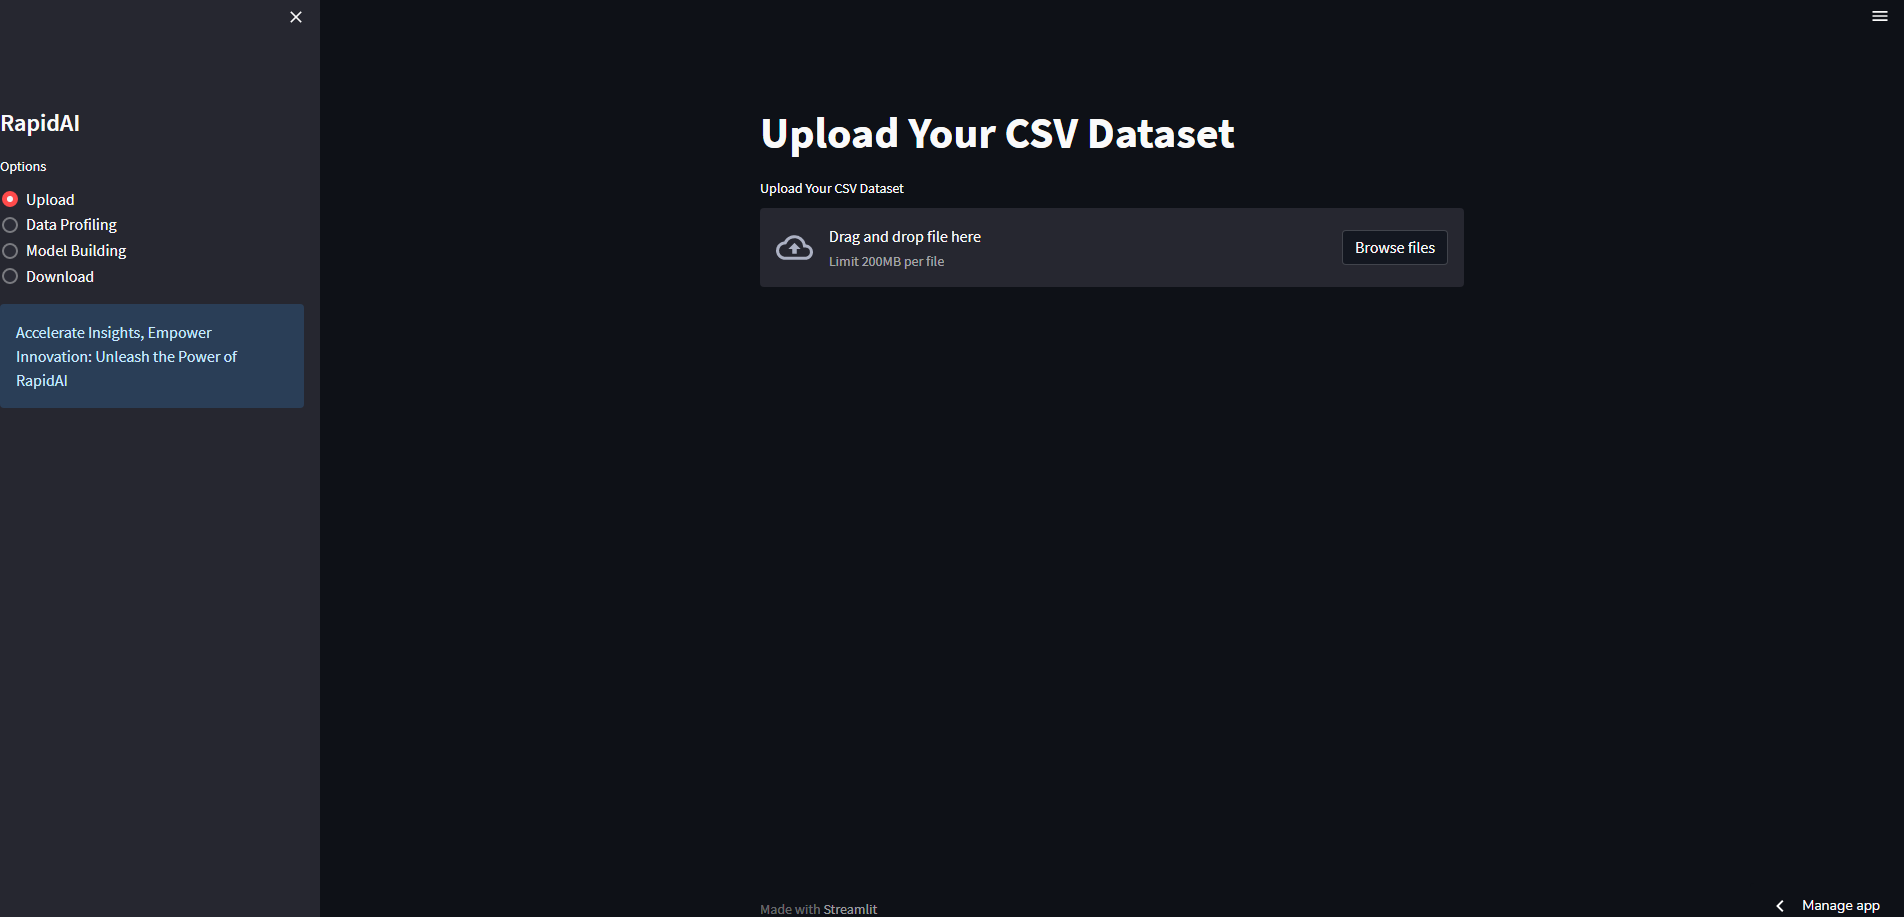 RapidAI
Options
Upload
Data Profiling
Model Building
Download
Accelerate Insights, Empower
Innovation: Unleash the Power of
RapidAI
Upload Your CSV Dataset
Upload Your CSV Dataset
Drag and drop file here
Limit 200MB per file
Browse files
Made with Streamlit
Manage app